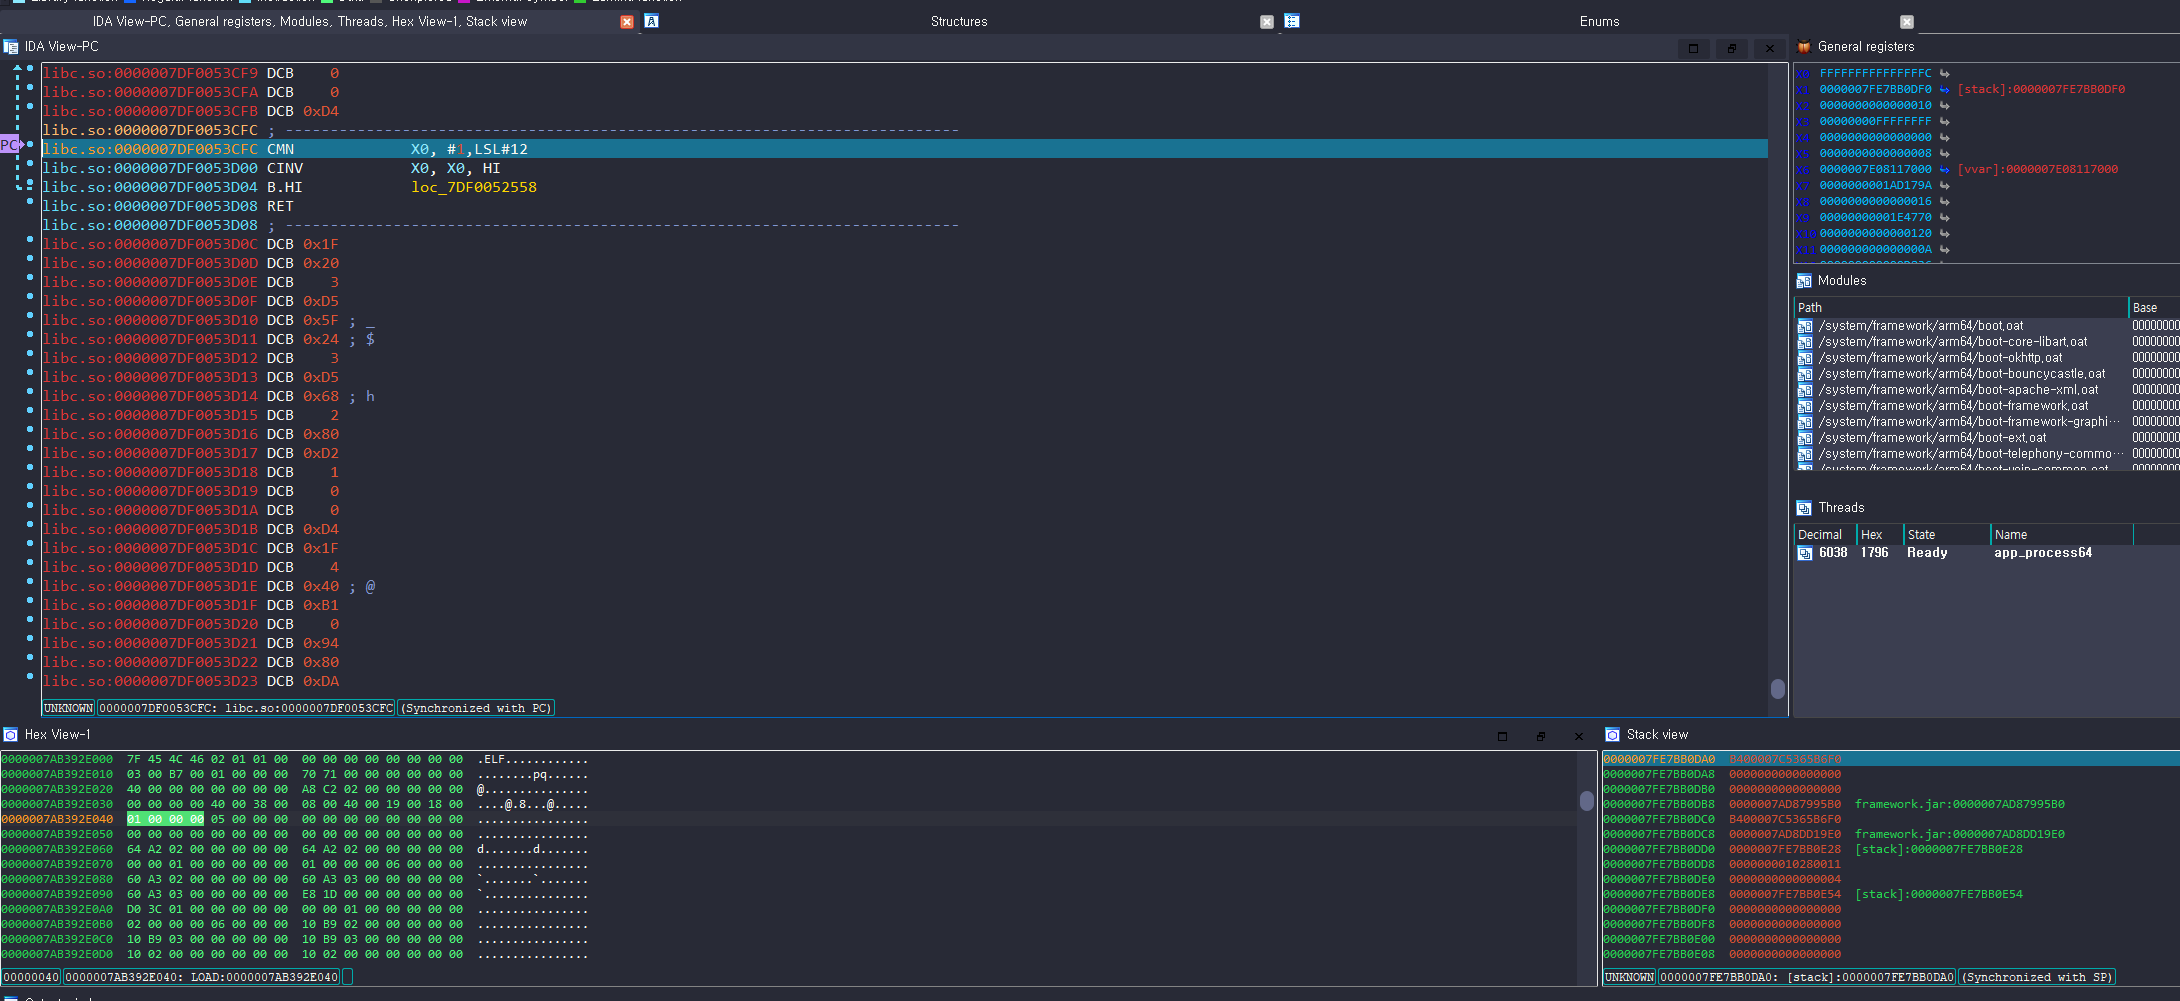 IDA View-PC, General registers, Modules, Threads, Hex View-1, Stack view
Structures
Enums
IDA View-PC
PC
libc.so:0000007DF0053CF9 DCB    0
libc.so:0000007DF0053CFA DCB    0
libc.so:0000007DF0053CFB DCB 0xD4
libc.so:0000007DF0053CFC ; ---------------------------------------------------------------------------
libc.so:0000007DF0053CFC CMN             X0, #1,LSL#12
libc.so:0000007DF0053D00 CINV            X0, X0, HI
libc.so:0000007DF0053D04 B.HI            loc_7DF0052558
libc.so:0000007DF0053D08 RET
libc.so:0000007DF0053D08 ; ---------------------------------------------------------------------------
libc.so:0000007DF0053D0C DCB 0x1F
libc.so:0000007DF0053D0D DCB 0x20
libc.so:0000007DF0053D0E DCB    3
libc.so:0000007DF0053D0F DCB 0xD5
libc.so:0000007DF0053D10 DCB 0x5F ; _
libc.so:0000007DF0053D11 DCB 0x24 ; $
libc.so:0000007DF0053D12 DCB    3
libc.so:0000007DF0053D13 DCB 0xD5
libc.so:0000007DF0053D14 DCB 0x68 ; h
libc.so:0000007DF0053D15 DCB    2
libc.so:0000007DF0053D16 DCB 0x80
libc.so:0000007DF0053D17 DCB 0xD2
libc.so:0000007DF0053D18 DCB    1
libc.so:0000007DF0053D19 DCB    0
libc.so:0000007DF0053D1A DCB    0
libc.so:0000007DF0053D1B DCB 0xD4
libc.so:0000007DF0053D1C DCB 0x1F
libc.so:0000007DF0053D1D DCB    4
libc.so:0000007DF0053D1E DCB 0x40 ; @
libc.so:0000007DF0053D1F DCB 0xB1
libc.so:0000007DF0053D20 DCB    0
libc.so:0000007DF0053D21 DCB 0x94
libc.so:0000007DF0053D22 DCB 0x80
libc.so:0000007DF0053D23 DCB 0xDA
UNKNOWN 0000007DF0053CFC: libc.so:0000007DF0053CFC (Synchronized with PC)
General registers
X0 FFFFFFFFFFFFFFFC
X1 0000007FE7BB0DF0 [stack]:0000007FE7BB0DF0
X2 0000000000000010
X3 00000000FFFFFFFF
X4 0000000000000000
X5 0000000000000008
X6 0000007E08117000 [vvar]:0000007E08117000
X7 0000000001AD179A
X8 0000000000000016
X9 00000000001E4770
X10 0000000000000120
X11 000000000000000A
Modules
Path Base
/system/framework/arm64/boot.oat 00000000
/system/framework/arm64/boot-core-libart.oat 00000000
/system/framework/arm64/boot-okhttp.oat 00000000
/system/framework/arm64/boot-bouncycastle.oat 00000000
/system/framework/arm64/boot-apache-xml.oat 00000000
/system/framework/arm64/boot-framework.oat 00000000
/system/framework/arm64/boot-framework-graphi··· 00000000
/system/framework/arm64/boot-ext.oat 00000000
/system/framework/arm64/boot-telephony-commo··· 00000000
/system/framework/arm64/boot-voip-common.oat 00000000
Threads
Decimal Hex State Name
6038 1796 Ready app_process64
Hex View-1
0000007AB392E000  7F 45 4C 46 02 01 01 00  00 00 00 00 00 00 00 00  .ELF............
0000007AB392E010  03 00 B7 00 01 00 00 00  70 71 00 00 00 00 00 00  ........pq......
0000007AB392E020  40 00 00 00 00 00 00 00  A8 C2 02 00 00 00 00 00  @...............
0000007AB392E030  00 00 00 00 40 00 38 00  08 00 40 00 19 00 18 00  ....@.8...@.....
0000007AB392E040  01 00 00 00 05 00 00 00  00 00 00 00 00 00 00 00  ................
0000007AB392E050  00 00 00 00 00 00 00 00  00 00 00 00 00 00 00 00  ................
0000007AB392E060  64 A2 02 00 00 00 00 00  64 A2 02 00 00 00 00 00  d.......d.......
0000007AB392E070  00 00 01 00 00 00 00 00  01 00 00 00 06 00 00 00  ................
0000007AB392E080  60 A3 02 00 00 00 00 00  60 A3 03 00 00 00 00 00  `.......`.......
0000007AB392E090  60 A3 03 00 00 00 00 00  E8 1D 00 00 00 00 00 00  `...............
0000007AB392E0A0  D0 3C 01 00 00 00 00 00  00 00 01 00 00 00 00 00  ................
0000007AB392E0B0  02 00 00 00 06 00 00 00  10 B9 02 00 00 00 00 00  ................
0000007AB392E0C0  10 B9 03 00 00 00 00 00  10 B9 03 00 00 00 00 00  ................
0000007AB392E0D0  10 02 00 00 00 00 00 00  10 02 00 00 00 00 00 00  ................
00000040 0000007AB392E040: LOAD:0000007AB392E040
Stack view
0000007FE7BB0DA0  B400007C5365B6F0
0000007FE7BB0DA8  0000000000000000
0000007FE7BB0DB0  0000000000000000
0000007FE7BB0DB8  0000007AD87995B0  framework.jar:0000007AD87995B0
0000007FE7BB0DC0  B400007C5365B6F0
0000007FE7BB0DC8  0000007AD8DD19E0  framework.jar:0000007AD8DD19E0
0000007FE7BB0DD0  0000007FE7BB0E28  [stack]:0000007FE7BB0E28
0000007FE7BB0DD8  0000000010280011
0000007FE7BB0DE0  0000000000000004
0000007FE7BB0DE8  0000007FE7BB0E54  [stack]:0000007FE7BB0E54
0000007FE7BB0DF0  0000000000000000
0000007FE7BB0DF8  0000000000000000
0000007FE7BB0E00  0000000000000000
0000007FE7BB0E08  0000000000000000
UNKNOWN 0000007FE7BB0DA0: [stack]:0000007FE7BB0DA0 (Synchronized with SP)